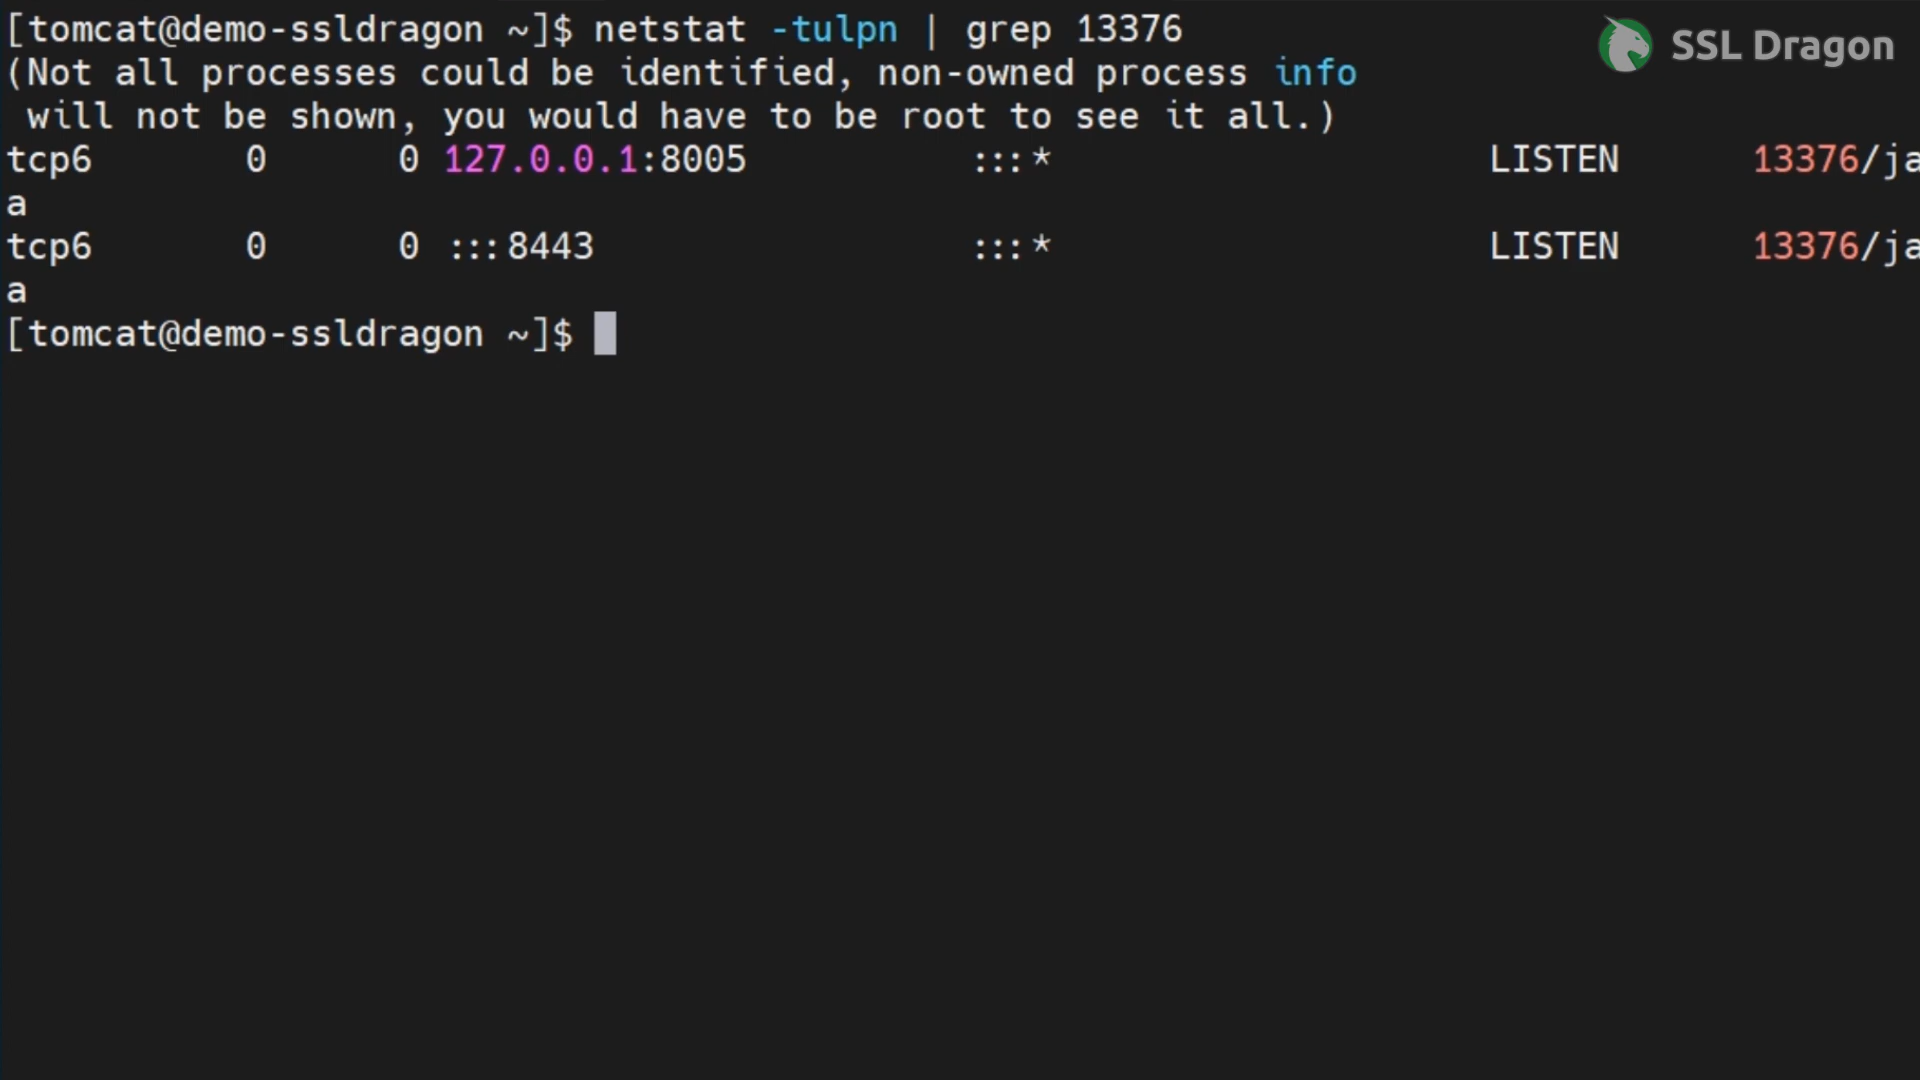 [tomcat@demo-ssldragon ~]$ netstat -tulpn | grep 13376
SSL Dragon
(Not all processes could be identified, non-owned process info
 will not be shown, you would have to be root to see it all.)
tcp6       0      0 127.0.0.1:8005          :::*                    LISTEN      13376/ja
a
tcp6       0      0 :::8443                 :::*                    LISTEN      13376/ja
a
[tomcat@demo-ssldragon ~]$